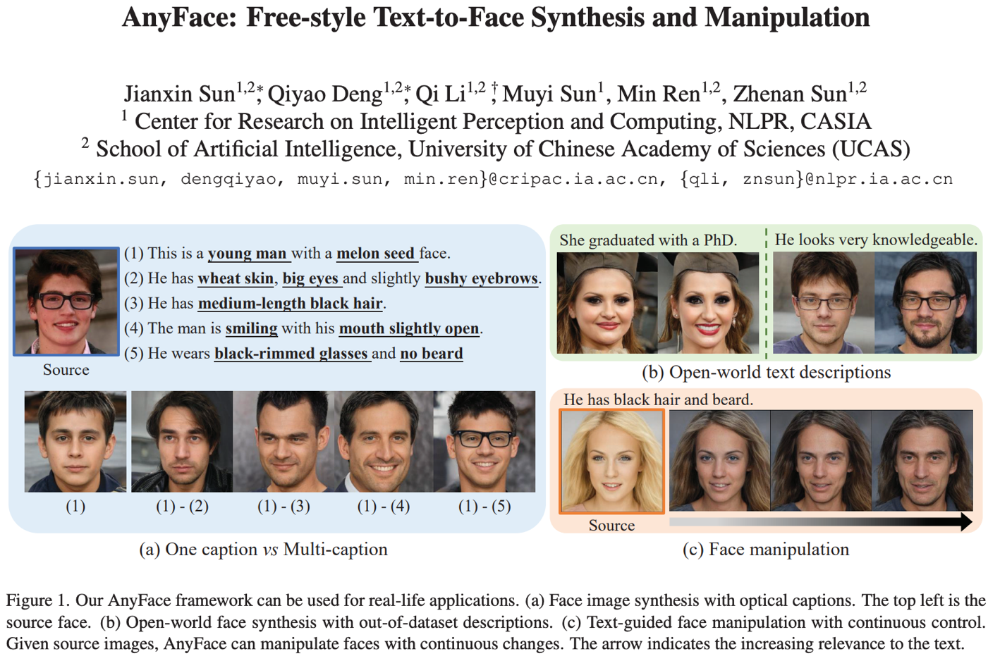 AnyFace: Free-style Text-to-Face Synthesis and Manipulation
Jianxin Sun1,2*, Qiyao Deng1,2*, Qi Li1,2 †, Muyi Sun1, Min Ren1,2, Zhenan Sun1,2
1 Center for Research on Intelligent Perception and Computing, NLPR, CASIA
2 School of Artificial Intelligence, University of Chinese Academy of Sciences (UCAS)
{jianxin.sun, dengqiyao, muyi.sun, min.ren}@cripac.ia.ac.cn, {qli, znsun}@nlpr.ia.ac.cn
(1) This is a young man with a melon seed face.
(2) He has wheat skin, big eyes and slightly bushy eyebrows.
(3) He has medium-length black hair.
(4) The man is smiling with his mouth slightly open.
(5) He wears black-rimmed glasses and no beard
Source
(1) (1) - (2) (1) - (3) (1) - (4) (1) - (5)
(a) One caption vs Multi-caption
She graduated with a PhD. He looks very knowledgeable.
(b) Open-world text descriptions
He has black hair and beard.
Source
(c) Face manipulation
Figure 1. Our AnyFace framework can be used for real-life applications. (a) Face image synthesis with optical captions. The top left is the
source face. (b) Open-world face synthesis with out-of-dataset descriptions. (c) Text-guided face manipulation with continuous control.
Given source images, AnyFace can manipulate faces with continuous changes. The arrow indicates the increasing relevance to the text.